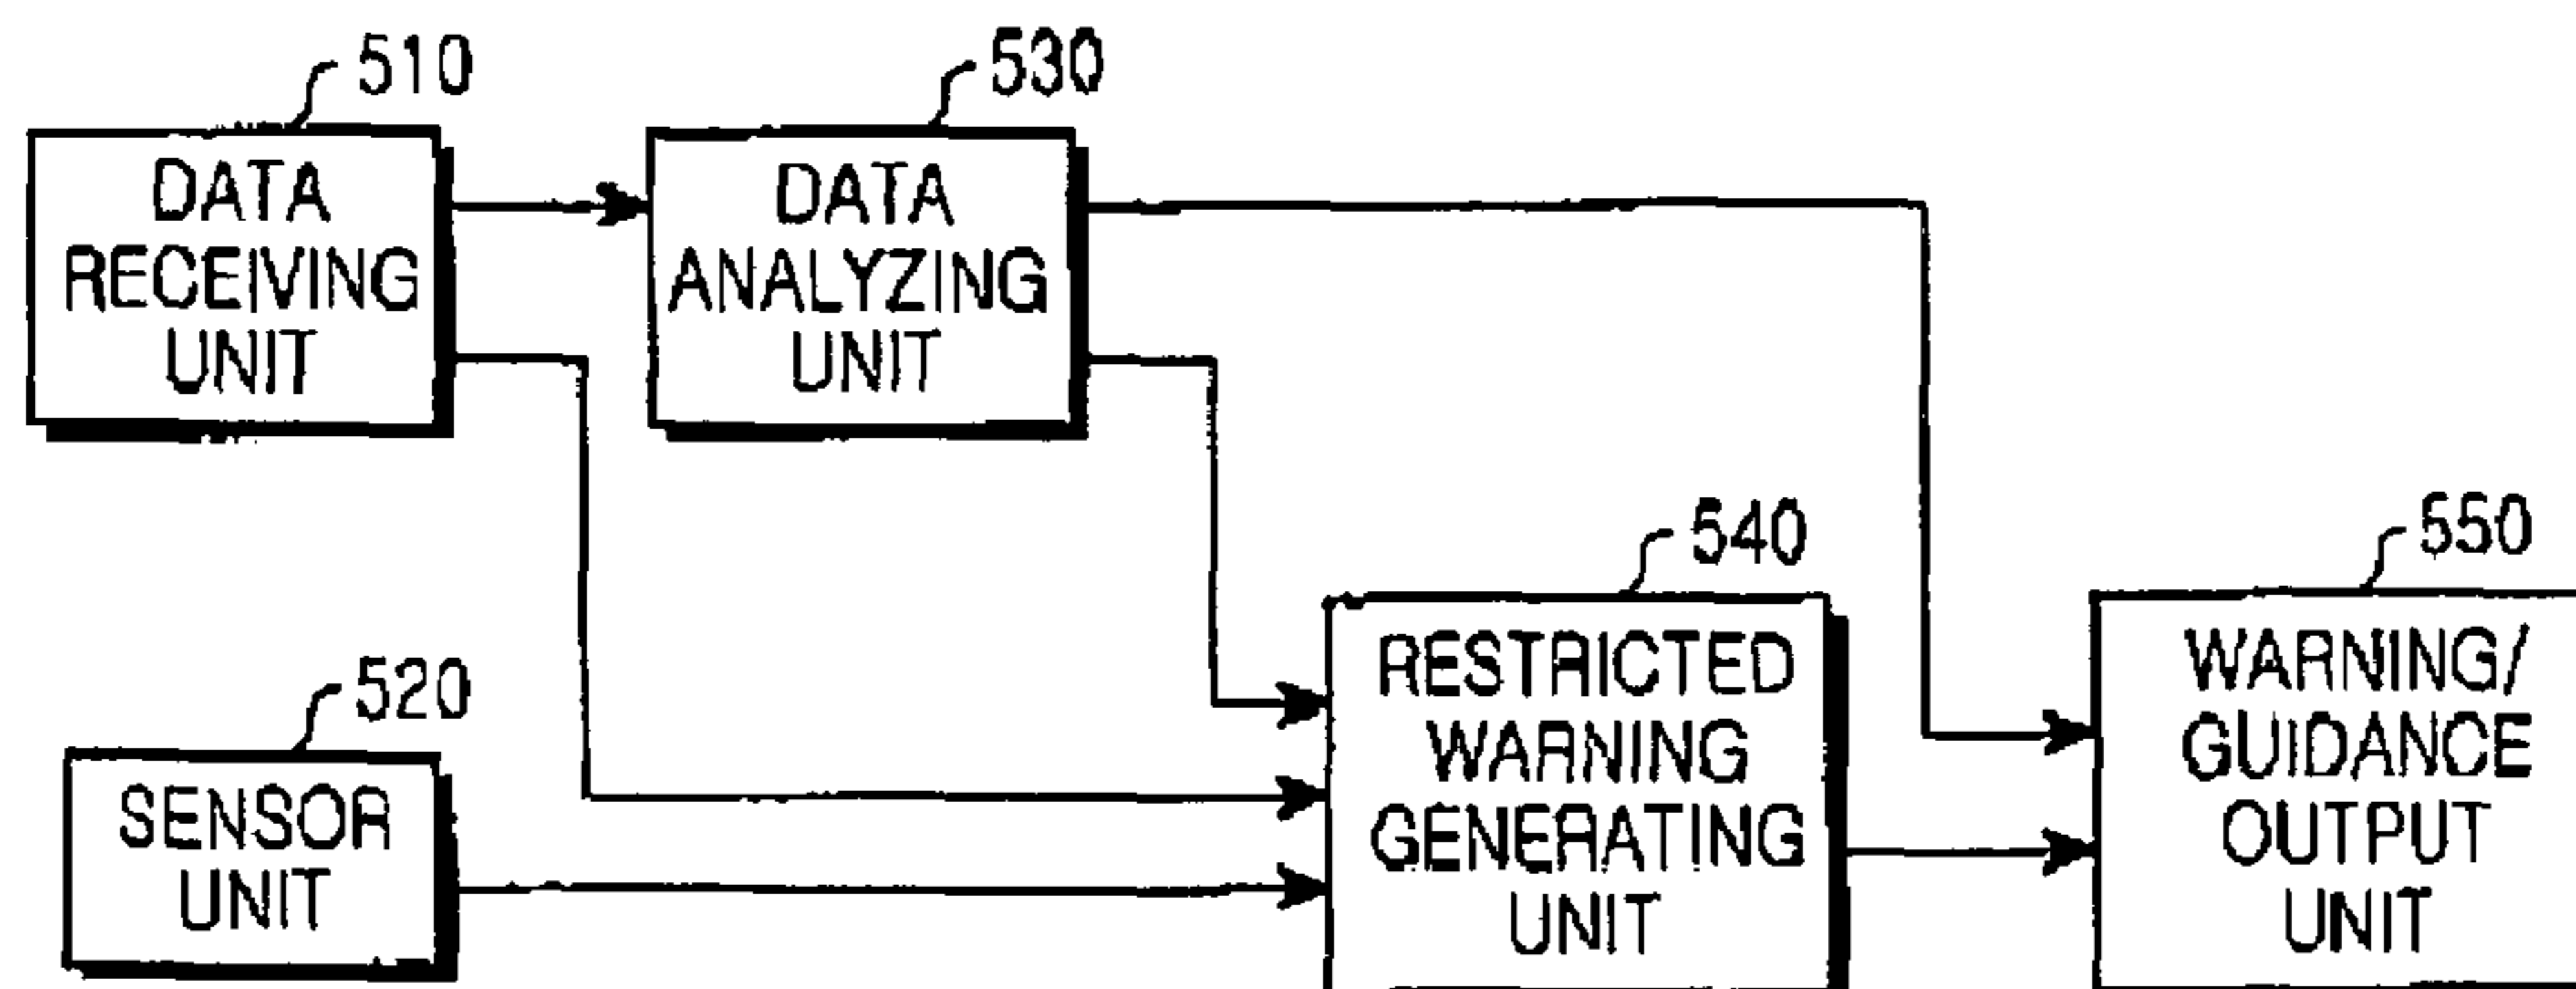 510
DATA
RECEIVING
UNIT
530
DATA
ANALYZING
UNIT
520
SENSOR
UNIT
540
RESTRICTED
WARNING
GENERATING
UNIT
550
WARNING/
GUIDANCE
OUTPUT
UNIT